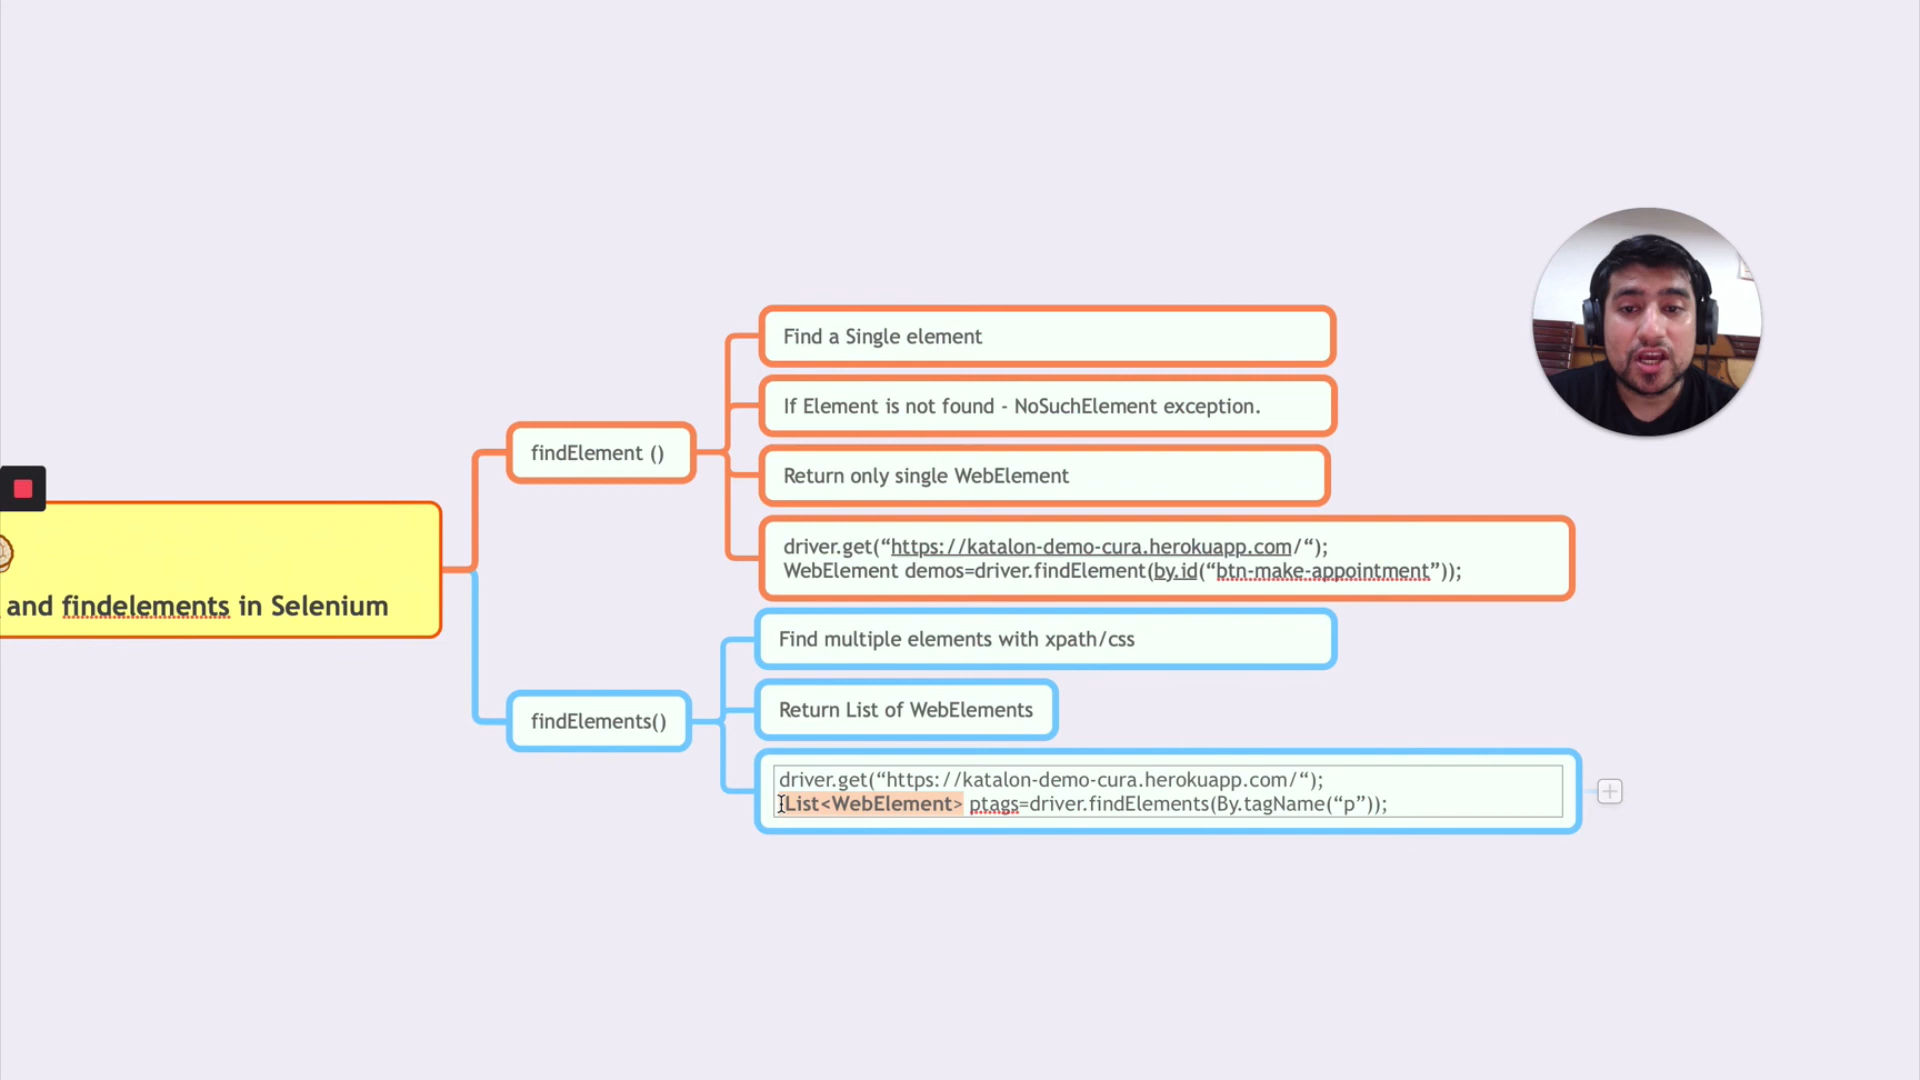 and findelements in Selenium
findElement ()
Find a Single element
If Element is not found - NoSuchElement exception.
Return only single WebElement
driver.get(“https://katalon-demo-cura.herokuapp.com/“);
WebElement demos=driver.findElement(by.id(“btn-make-appointment”));
findElements()
Find multiple elements with xpath/css
Return List of WebElements
driver.get(“https://katalon-demo-cura.herokuapp.com/“);
List<WebElement> ptags=driver.findElements(By.tagName(“p”));